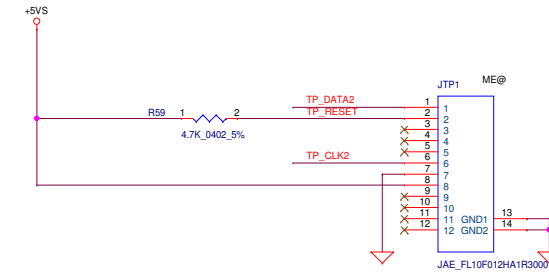 +5VS
JTP1
ME@
R59
1
2
4.7K_0402_5%
TP_DATA2
TP_RESET
TP_CLK2
1 1
2 2
3 3
4 4
5 5
6 6
7 7
8 8
9 9
10 10
11 11 GND1 13
12 12 GND2 14
JAE_FL10F012HA1R3000